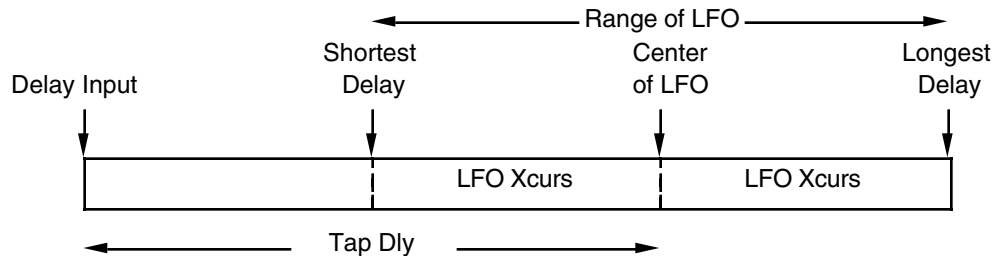 Range of LFO
Shortest Delay
Center of LFO
Longest Delay
Delay Input
LFO Xcurs
LFO Xcurs
Tap Dly